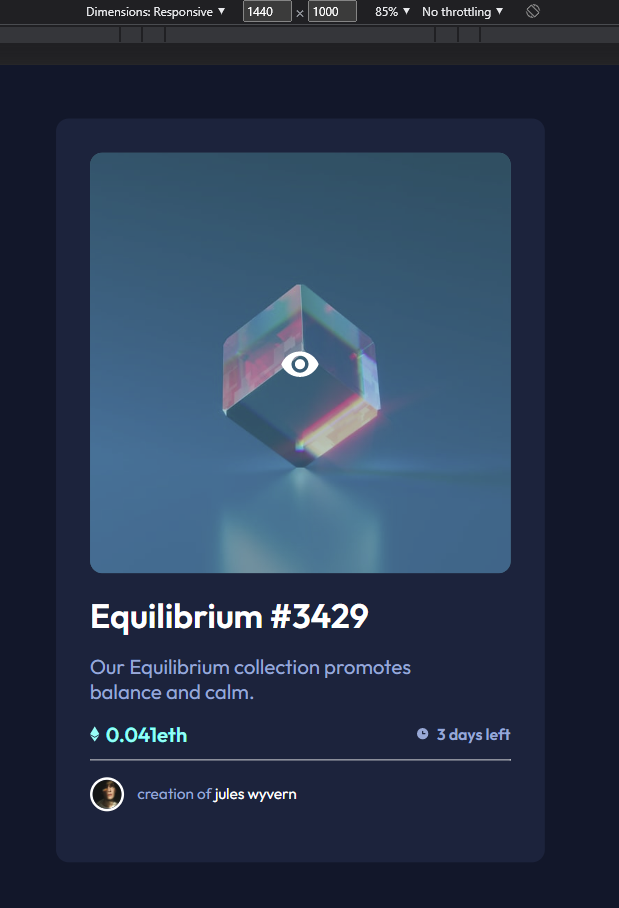 Dimensions: Responsive ▼ 1440 × 1000 85% ▼ No throttling ▼
Equilibrium #3429
Our Equilibrium collection promotes
balance and calm.
0.041eth 3 days left
creation of jules wyvern